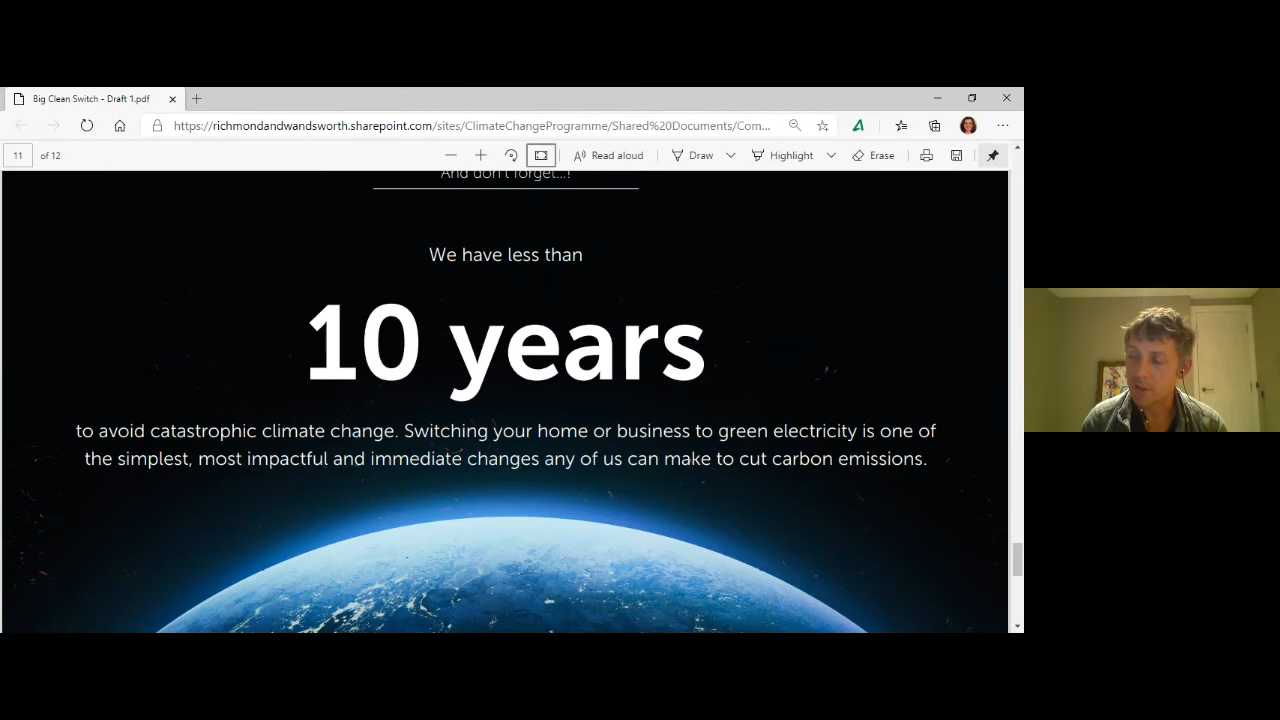 Big Clean Switch - Draft 1.pdf
https://richmondandwandsworth.sharepoint.com/sites/ClimateChangeProgramme/Shared%20Documents/Com...
11 of 12
Read aloud
Draw
Highlight
Erase
And don't forget...!
We have less than
10 years
to avoid catastrophic climate change. Switching your home or business to green electricity is one of
the simplest, most impactful and immediate changes any of us can make to cut carbon emissions.